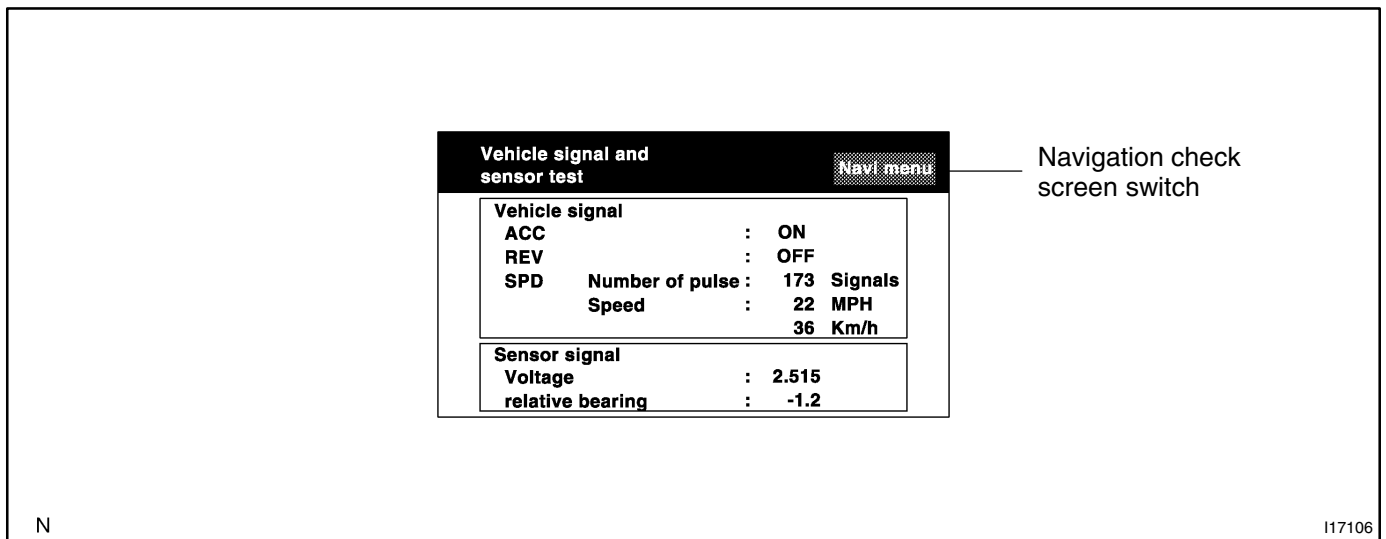 Vehicle signal and
sensor test
Navi menu
Navigation check
screen switch
Vehicle signal
ACC : ON
REV : OFF
SPD Number of pulse : 173 Signals
Speed : 22 MPH
36 Km/h
Sensor signal
Voltage : 2.515
relative bearing : -1.2
N
I17106